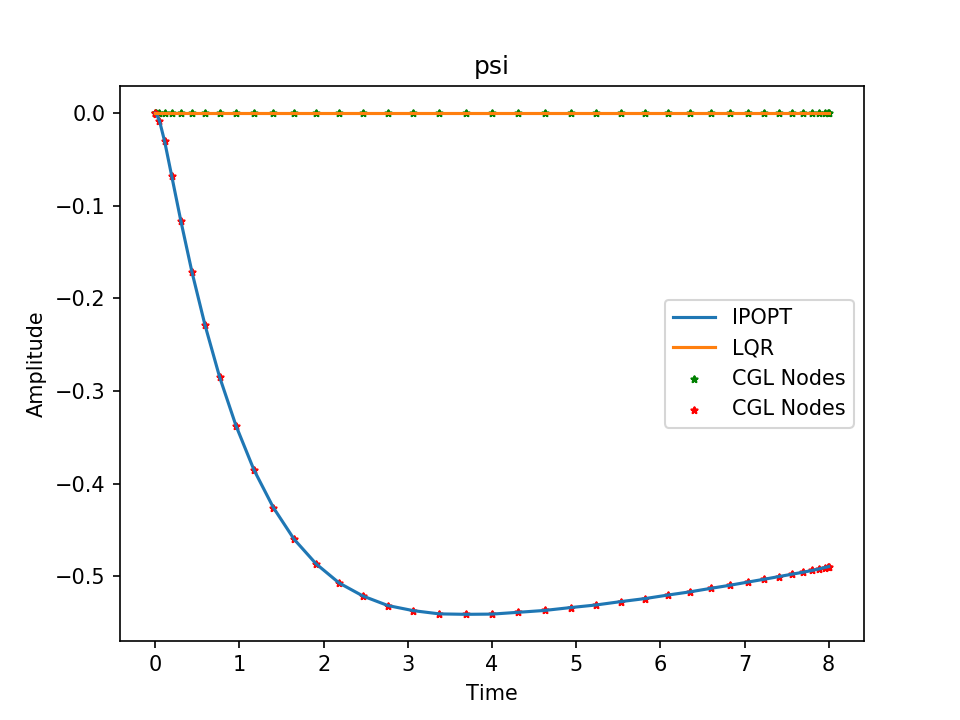 psi
Amplitude
0.0
−0.1
−0.2
−0.3
−0.4
−0.5
IPOPT
LQR
CGL Nodes
CGL Nodes
0 1 2 3 4 5 6 7 8
Time